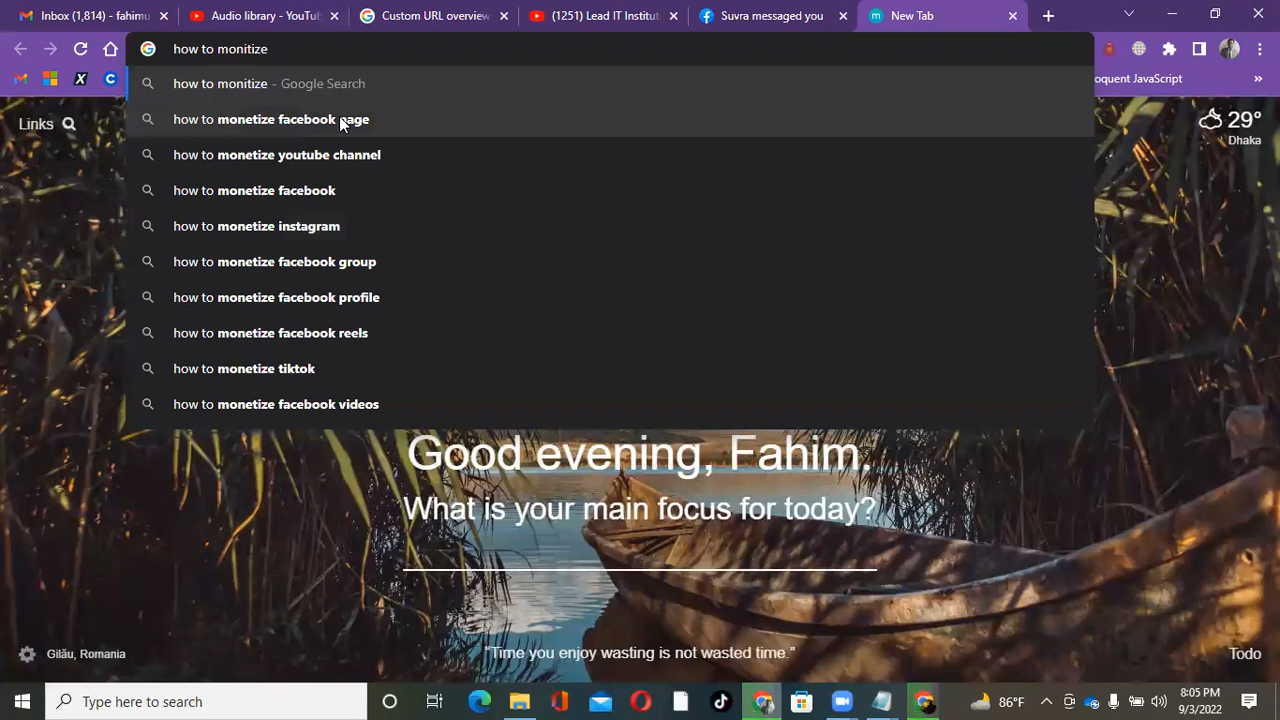 Inbox (1,814) - fahimu
Audio library - YouTu
Custom URL overview
(1251) Lead IT Institut
Suvra messaged you
New Tab
how to monitize
oquent JavaScript
how to monitize - Google Search
how to monetize facebook page
how to monetize youtube channel
how to monetize facebook
how to monetize instagram
how to monetize facebook group
how to monetize facebook profile
how to monetize facebook reels
how to monetize tiktok
how to monetize facebook videos
Links
29°
Dhaka
Good evening, Fahim.
What is your main focus for today?
Gilău, Romania
"Time you enjoy wasting is not wasted time."
Todo
Type here to search
86°F
8:05 PM
9/3/2022